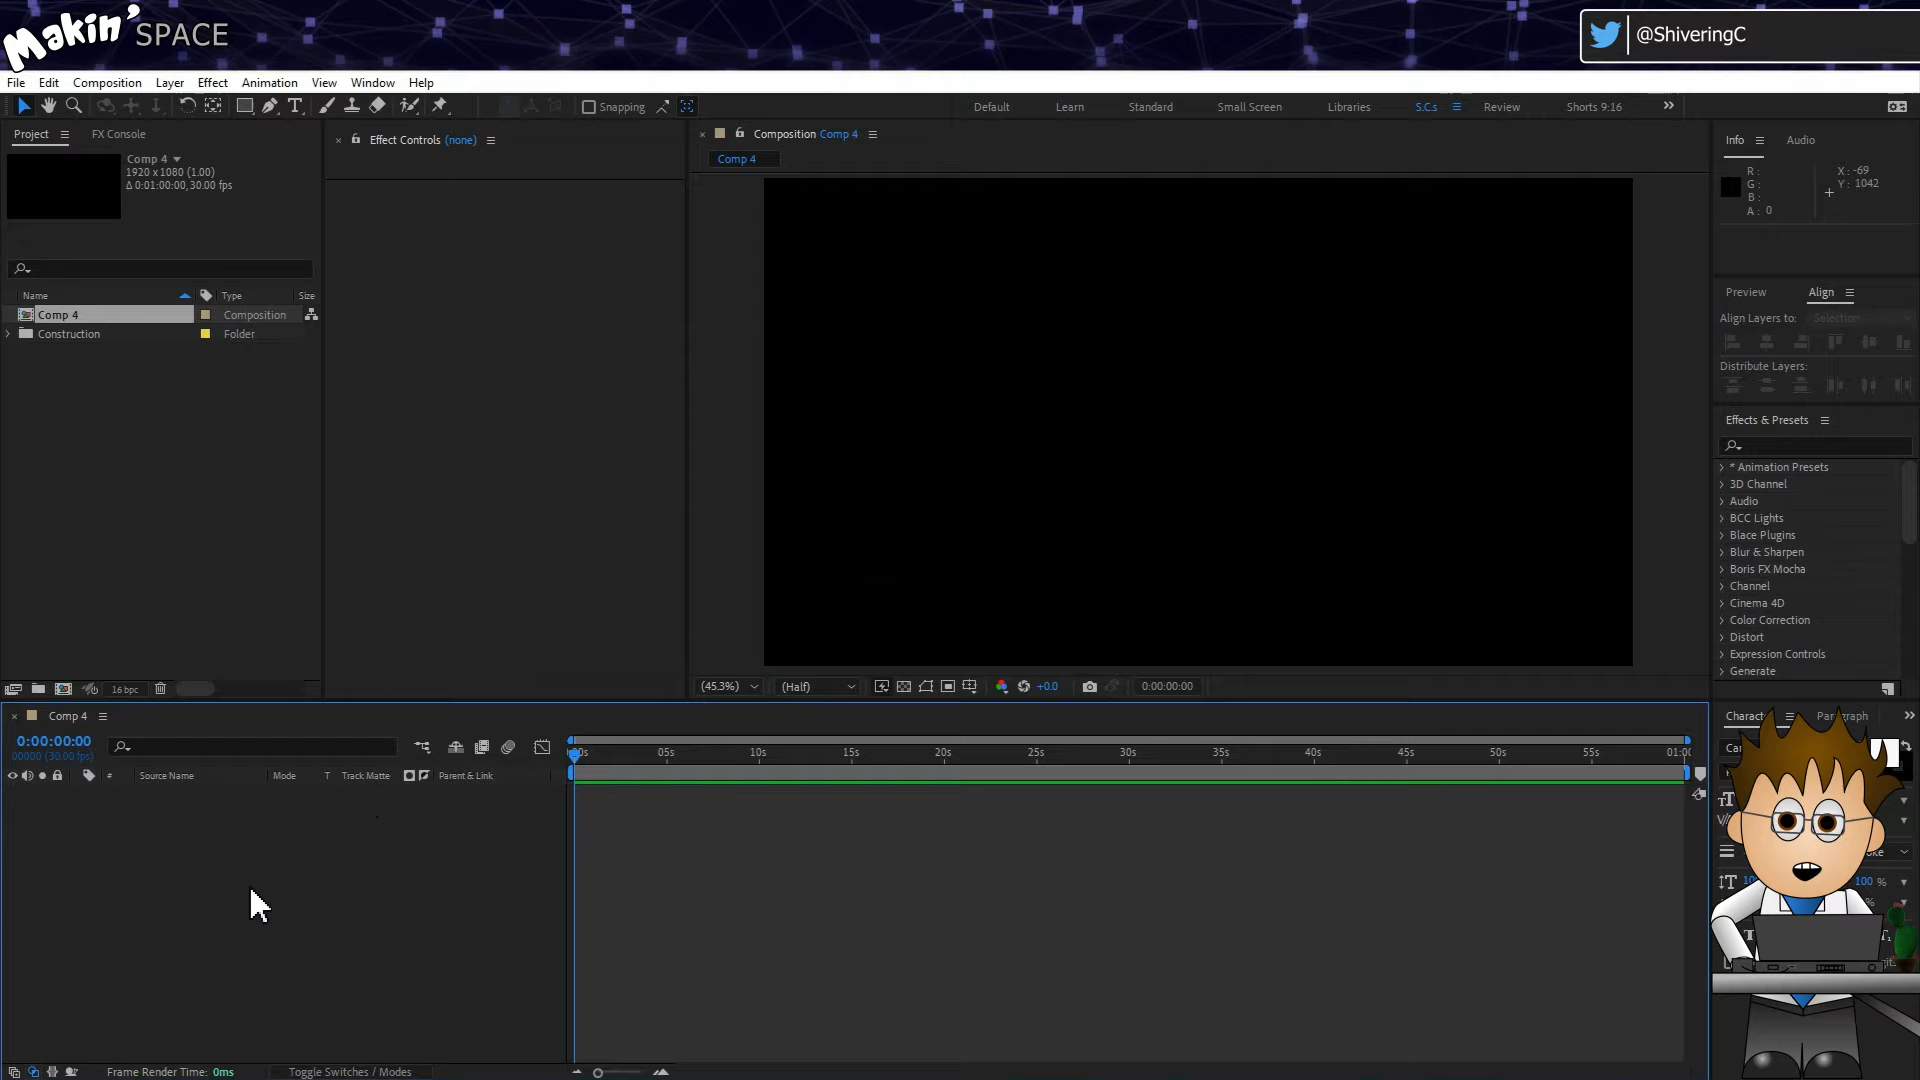 Makin' SPACE
@ShiveringC
File Edit Composition Layer Effect Animation View Window Help
Snapping
Default Learn Standard Small Screen Libraries S.C.s Review Shorts 9:16
Project FX Console
Effect Controls (none)
Composition Comp 4
Info Audio
Comp 4
1920 x 1080 (1.00)
Δ 0:01:00:00, 30.00 fps
Comp 4
R :
G :
B :
A : 0
X : -69
Y : 1042
Name Type Size
Comp 4 Composition
Construction Folder
Preview Align
Align Layers to: Selection
Distribute Layers:
Effects & Presets
* Animation Presets
3D Channel
Audio
BCC Lights
Blace Plugins
Blur & Sharpen
Boris FX Mocha
Channel
Cinema 4D
Color Correction
Distort
Expression Controls
Generate
16 bpc
(45.3%) (Half) +0.0 0:00:00:00
Comp 4
Paragraph
0:00:00:00
00000 (30.00 fps)
05s 10s 15s 20s 25s 30s 35s 40s 45s 50s 55s
# Source Name Mode T Track Matte Parent & Link
100 %
Frame Render Time: 0ms Toggle Switches / Modes